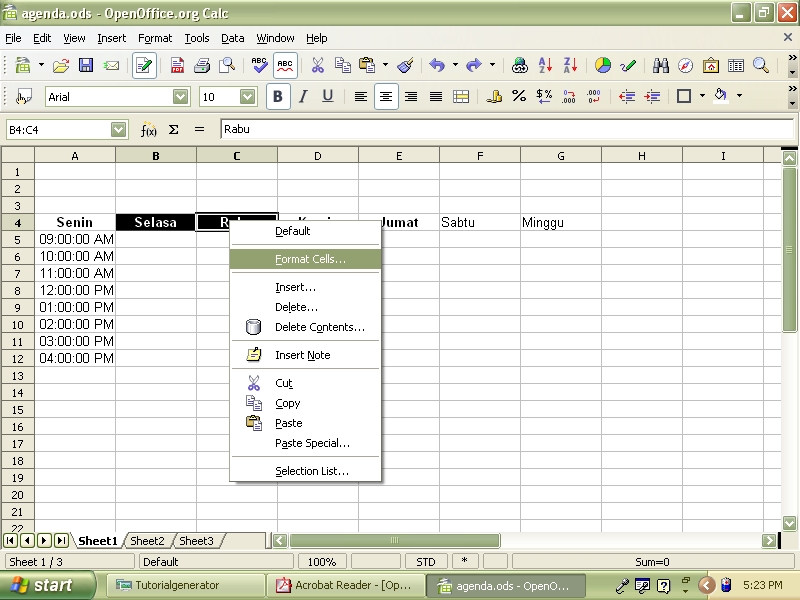 agenda.ods - OpenOffice.org Calc
File Edit View Insert Format Tools Data Window Help
Arial 10 B I U
B4:C4 f(x) Σ = Rabu
A B C D E F G H I
1
2
3
4 Senin Selasa Jumat Sabtu Minggu
Default
5 09:00:00 AM
6 10:00:00 AM
Format Cells...
7 11:00:00 AM
8 12:00:00 PM
Insert...
9 01:00:00 PM
Delete...
10 02:00:00 PM
Delete Contents...
11 03:00:00 PM
12 04:00:00 PM
Insert Note
13
14
Cut
15
Copy
16
Paste
17
Paste Special...
18
19
Selection List...
20
21
22
Sheet1 Sheet2 Sheet3
Sheet 1 / 3 Default 100% STD * Sum=0
start Tutorialgenerator Acrobat Reader - [Op... agenda.ods - OpenO... 5:23 PM